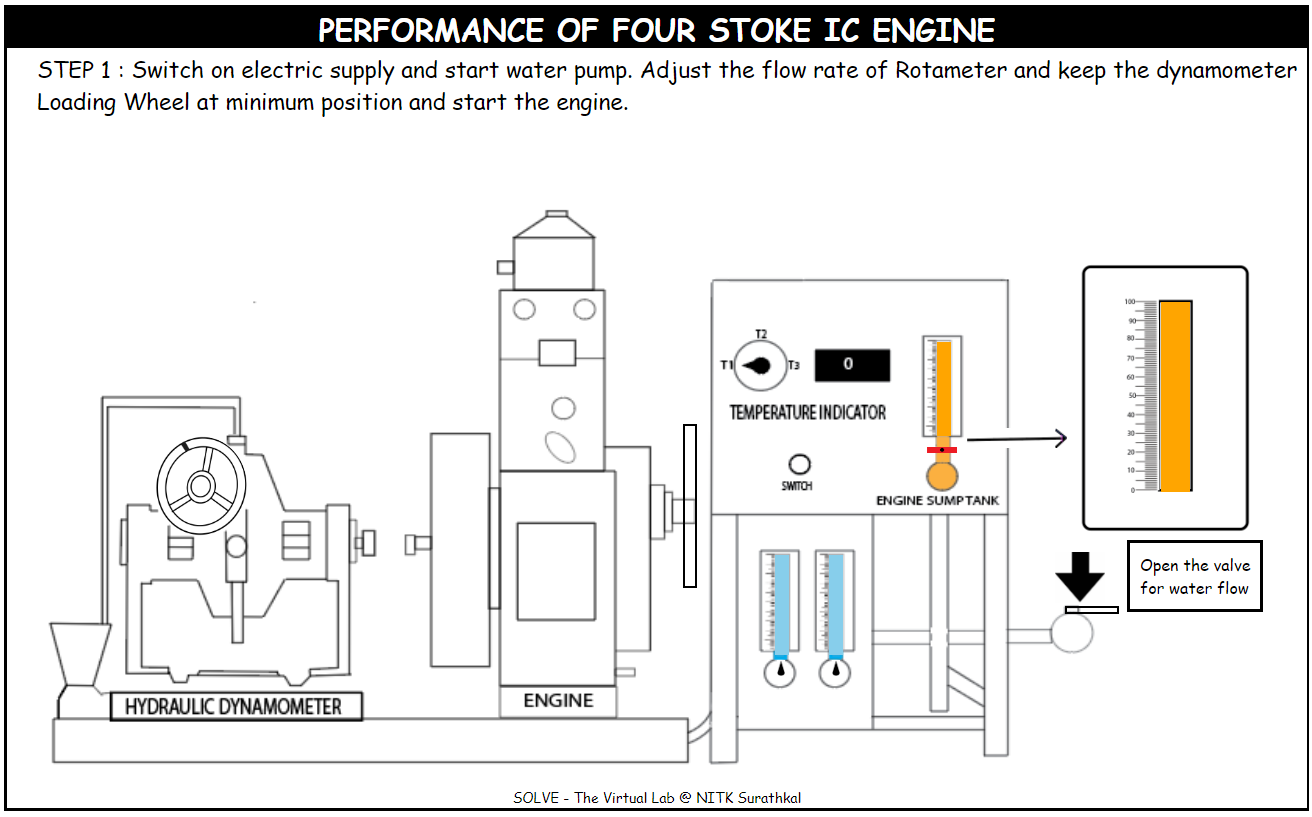 PERFORMANCE OF FOUR STOKE IC ENGINE
STEP 1 : Switch on electric supply and start water pump. Adjust the flow rate of Rotameter and keep the dynamometer
Loading Wheel at minimum position and start the engine.
T2
T1
T3
0
TEMPERATURE INDICATOR
SWITCH
ENGINE SUMPTANK
100
90
80
70
60
50
40
30
20
10
0
Open the valve
for water flow
HYDRAULIC DYNAMOMETER
ENGINE
SOLVE - The Virtual Lab @ NITK Surathkal